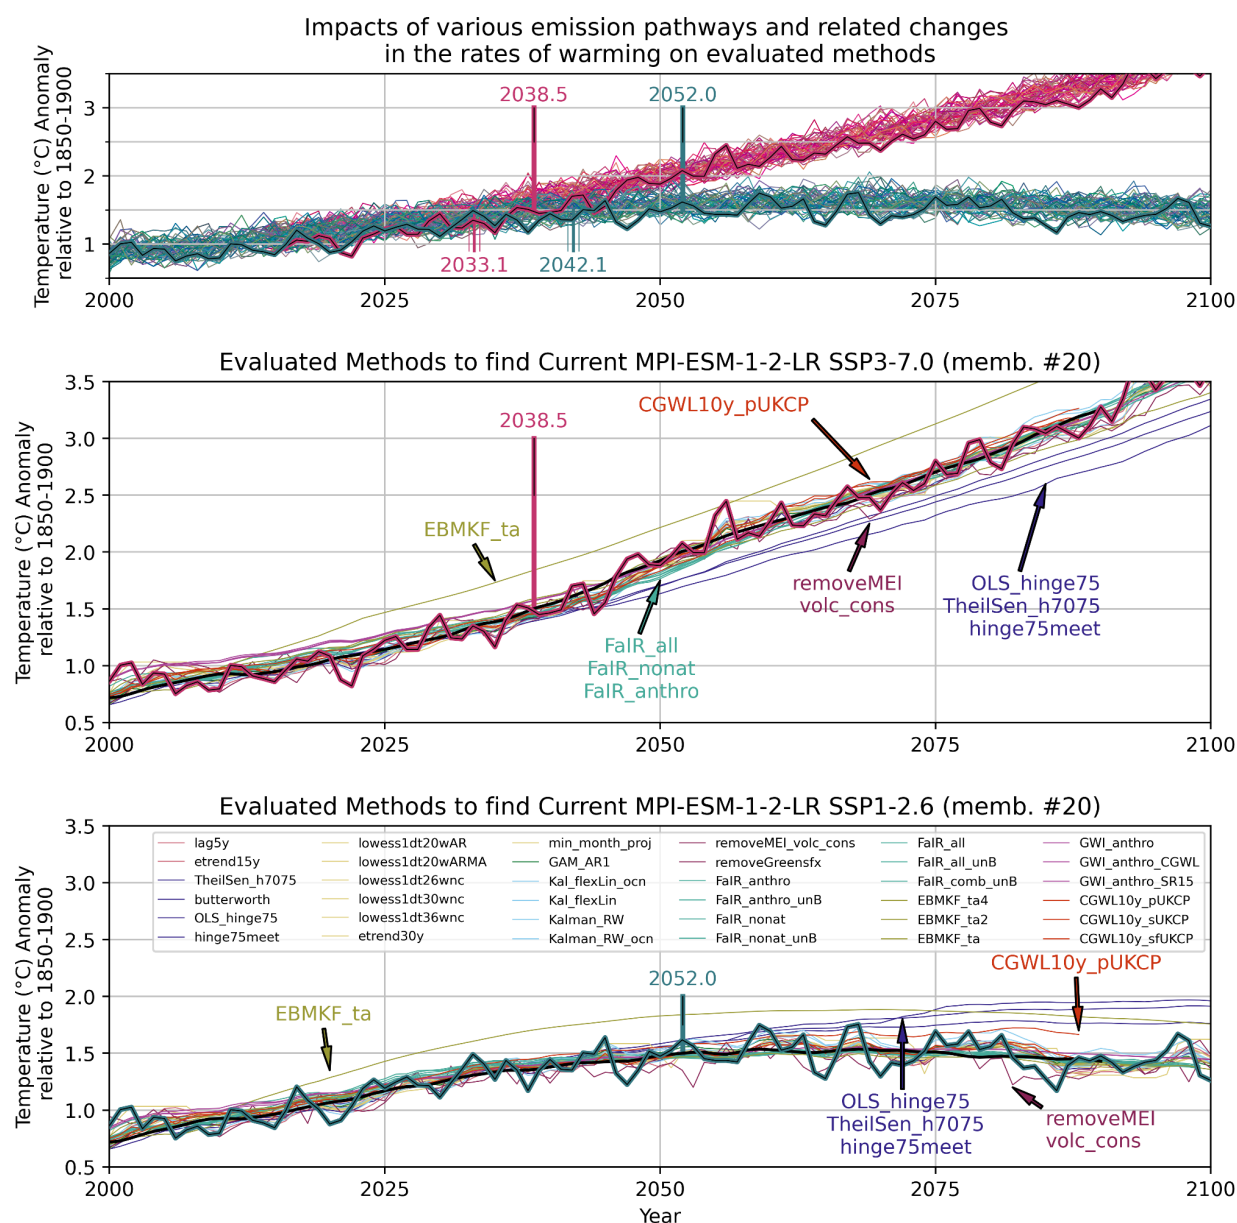 Impacts of various emission pathways and related changes
in the rates of warming on evaluated methods
Temperature (°C) Anomaly
relative to 1850-1900
3
2
1
2038.5
2052.0
2033.1
2042.1
2000
2025
2050
2075
2100
Evaluated Methods to find Current MPI-ESM-1-2-LR SSP3-7.0 (memb. #20)
Temperature (°C) Anomaly
relative to 1850-1900
3.5
3.0
2.5
2.0
1.5
1.0
0.5
CGWL10y_pUKCP
2038.5
EBMKF_ta
removeMEI
volc_cons
OLS_hinge75
TheilSen_h7075
hinge75meet
FaIR_all
FaIR_nonat
FaIR_anthro
2000
2025
2050
2075
2100
Evaluated Methods to find Current MPI-ESM-1-2-LR SSP1-2.6 (memb. #20)
Temperature (°C) Anomaly
relative to 1850-1900
3.5
3.0
2.5
2.0
1.5
1.0
0.5
lag5y
etrend15y
TheilSen_h7075
butterworth
OLS_hinge75
hinge75meet
lowess1dt20wAR
lowess1dt20wARMA
lowess1dt26wnc
lowess1dt30wnc
lowess1dt36wnc
etrend30y
min_month_proj
GAM_AR1
Kal_flexLin_ocn
Kal_flexLin
Kalman_RW
Kalman_RW_ocn
removeMEI_volc_cons
removeGreensfx
FaIR_anthro
FaIR_anthro_unB
FaIR_nonat
FaIR_nonat_unB
FaIR_all
FaIR_all_unB
FaIR_comb_unB
EBMKF_ta4
EBMKF_ta2
EBMKF_ta
GWI_anthro
GWI_anthro_CGWL
GWI_anthro_SR15
CGWL10y_pUKCP
CGWL10y_sUKCP
CGWL10y_sfUKCP
CGWL10y_pUKCP
2052.0
EBMKF_ta
OLS_hinge75
TheilSen_h7075
hinge75meet
removeMEI
volc_cons
2000
2025
2050
2075
2100
Year